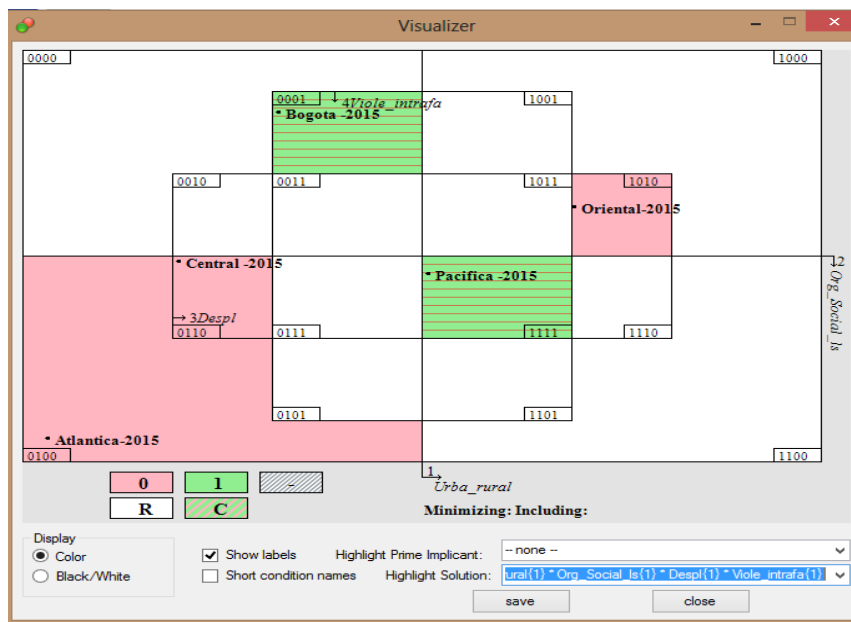 Visualizer
0000
1000
0001
4Viole_intrafa
1001
Bogota -2015
0010
0011
1011
1010
Oriental-2015
Central -2015
Pacifica -2015
2
Org_Social_ls
3Despl
0110
0111
1111
1110
0101
1101
Atlantica-2015
0100
1100
0
1
-
1
Urba_rural
R
C
Minimizing: Including:
Display
Color
Black/White
Show labels
Short condition names
Highlight Prime Implicant:
-- none --
Highlight Solution:
ural{1} * Org_Social_ls{1} * Despl{1} * Viole_intrafa{1}
save
close